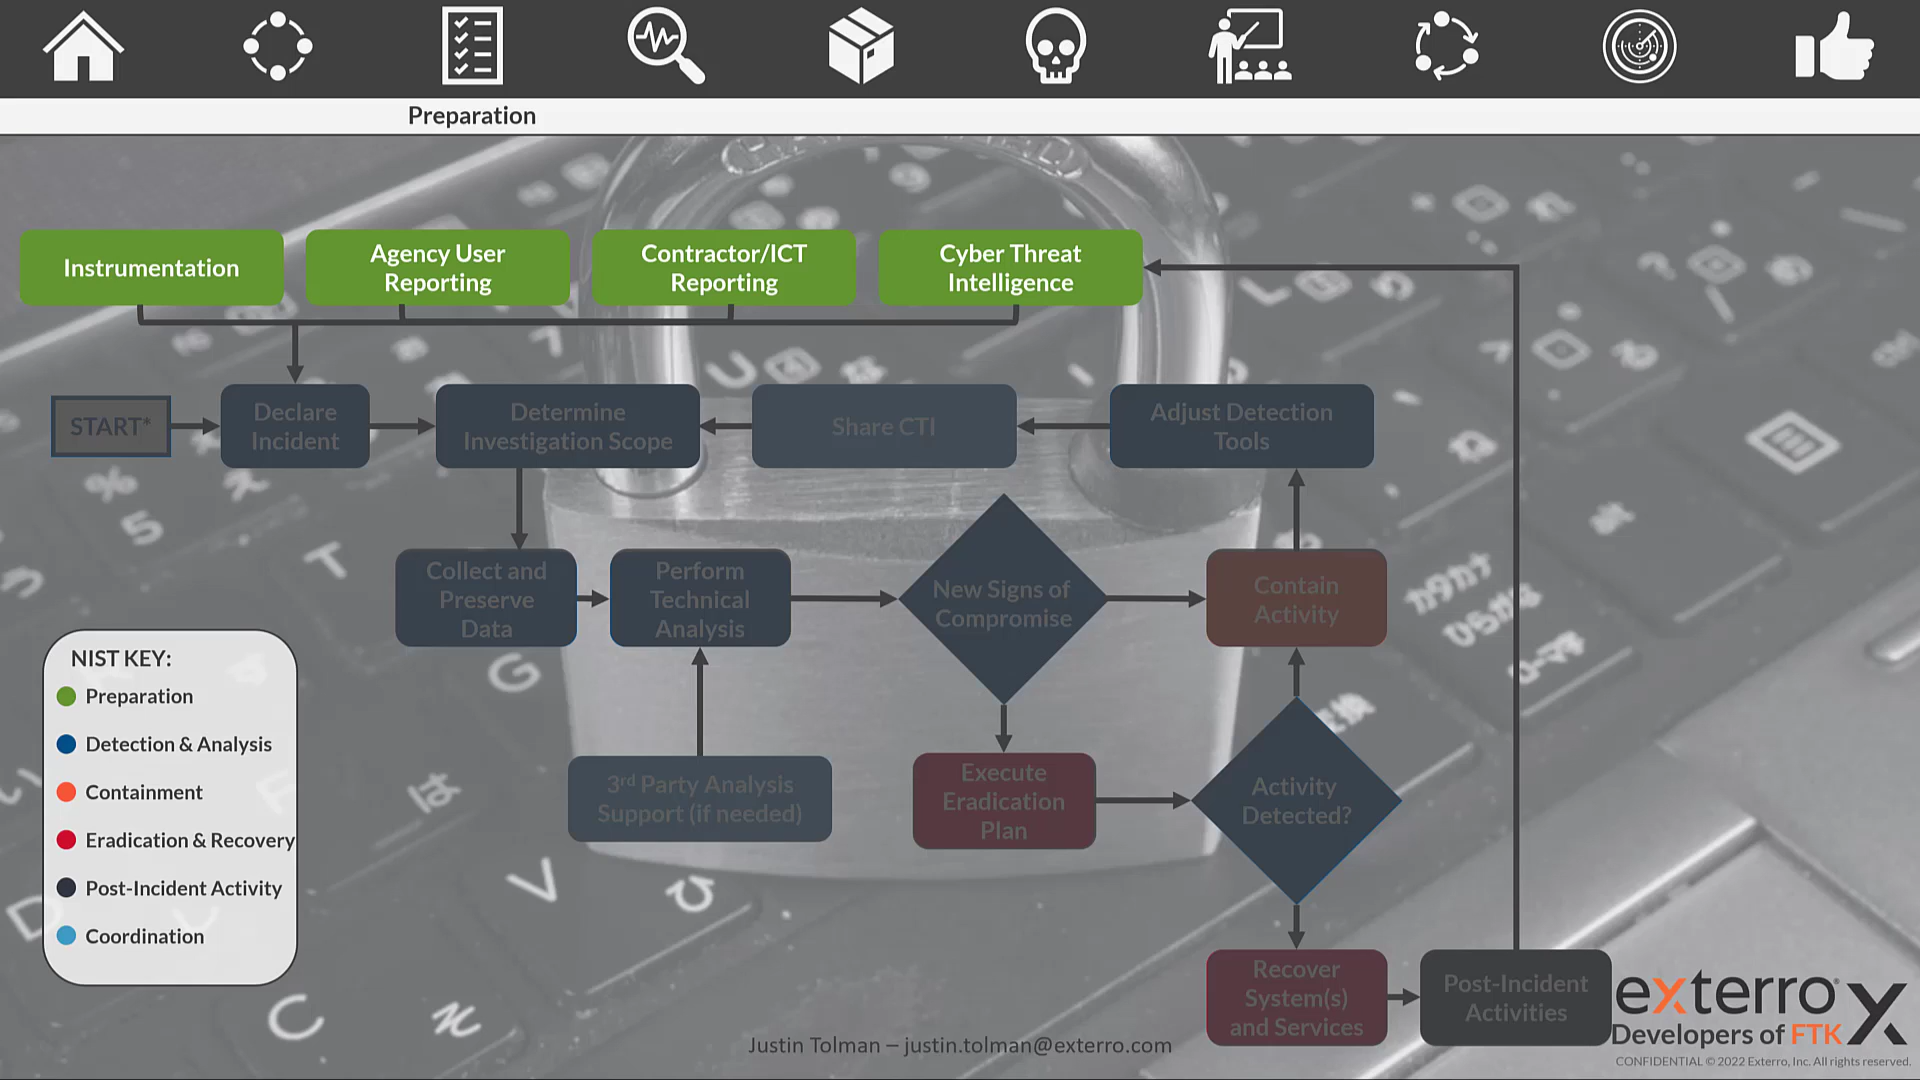 Preparation
Instrumentation
Agency User
Reporting
Contractor/ICT
Reporting
Cyber Threat
Intelligence
START*
Declare
Incident
Determine
Investigation Scope
Share CTI
Adjust Detection
Tools
Collect and
Preserve
Data
Perform
Technical
Analysis
New Signs of
Compromise
Contain
Activity
NIST KEY:
Preparation
Detection & Analysis
Containment
Eradication & Recovery
Post-Incident Activity
Coordination
3rd Party Analysis
Support (if needed)
Execute
Eradication
Plan
Activity
Detected?
Recover
System(s)
and Services
Post-Incident
Activities
exterro
Developers of FTK
Justin Tolman – justin.tolman@exterro.com
CONFIDENTIAL © 2022 Exterro, Inc. All rights reserved.